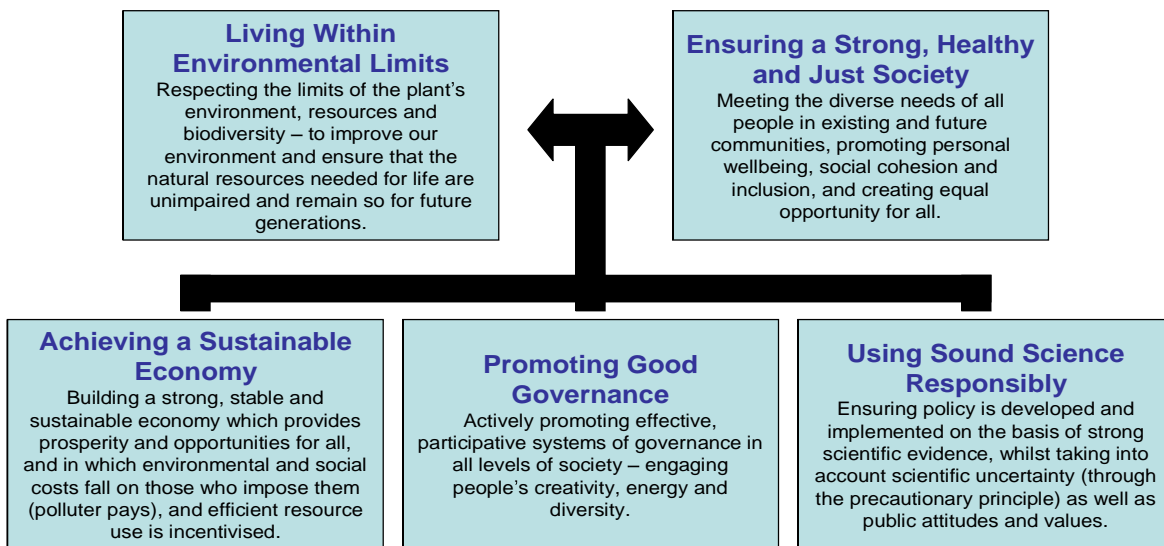 Living Within
Environmental Limits
Respecting the limits of the plant's
environment, resources and
biodiversity – to improve our
environment and ensure that the
natural resources needed for life are
unimpaired and remain so for future
generations.
Ensuring a Strong, Healthy
and Just Society
Meeting the diverse needs of all
people in existing and future
communities, promoting personal
wellbeing, social cohesion and
inclusion, and creating equal
opportunity for all.
Achieving a Sustainable
Economy
Building a strong, stable and
sustainable economy which provides
prosperity and opportunities for all,
and in which environmental and social
costs fall on those who impose them
(polluter pays), and efficient resource
use is incentivised.
Promoting Good
Governance
Actively promoting effective,
participative systems of governance in
all levels of society – engaging
people's creativity, energy and
diversity.
Using Sound Science
Responsibly
Ensuring policy is developed and
implemented on the basis of strong
scientific evidence, whilst taking into
account scientific uncertainty (through
the precautionary principle) as well as
public attitudes and values.